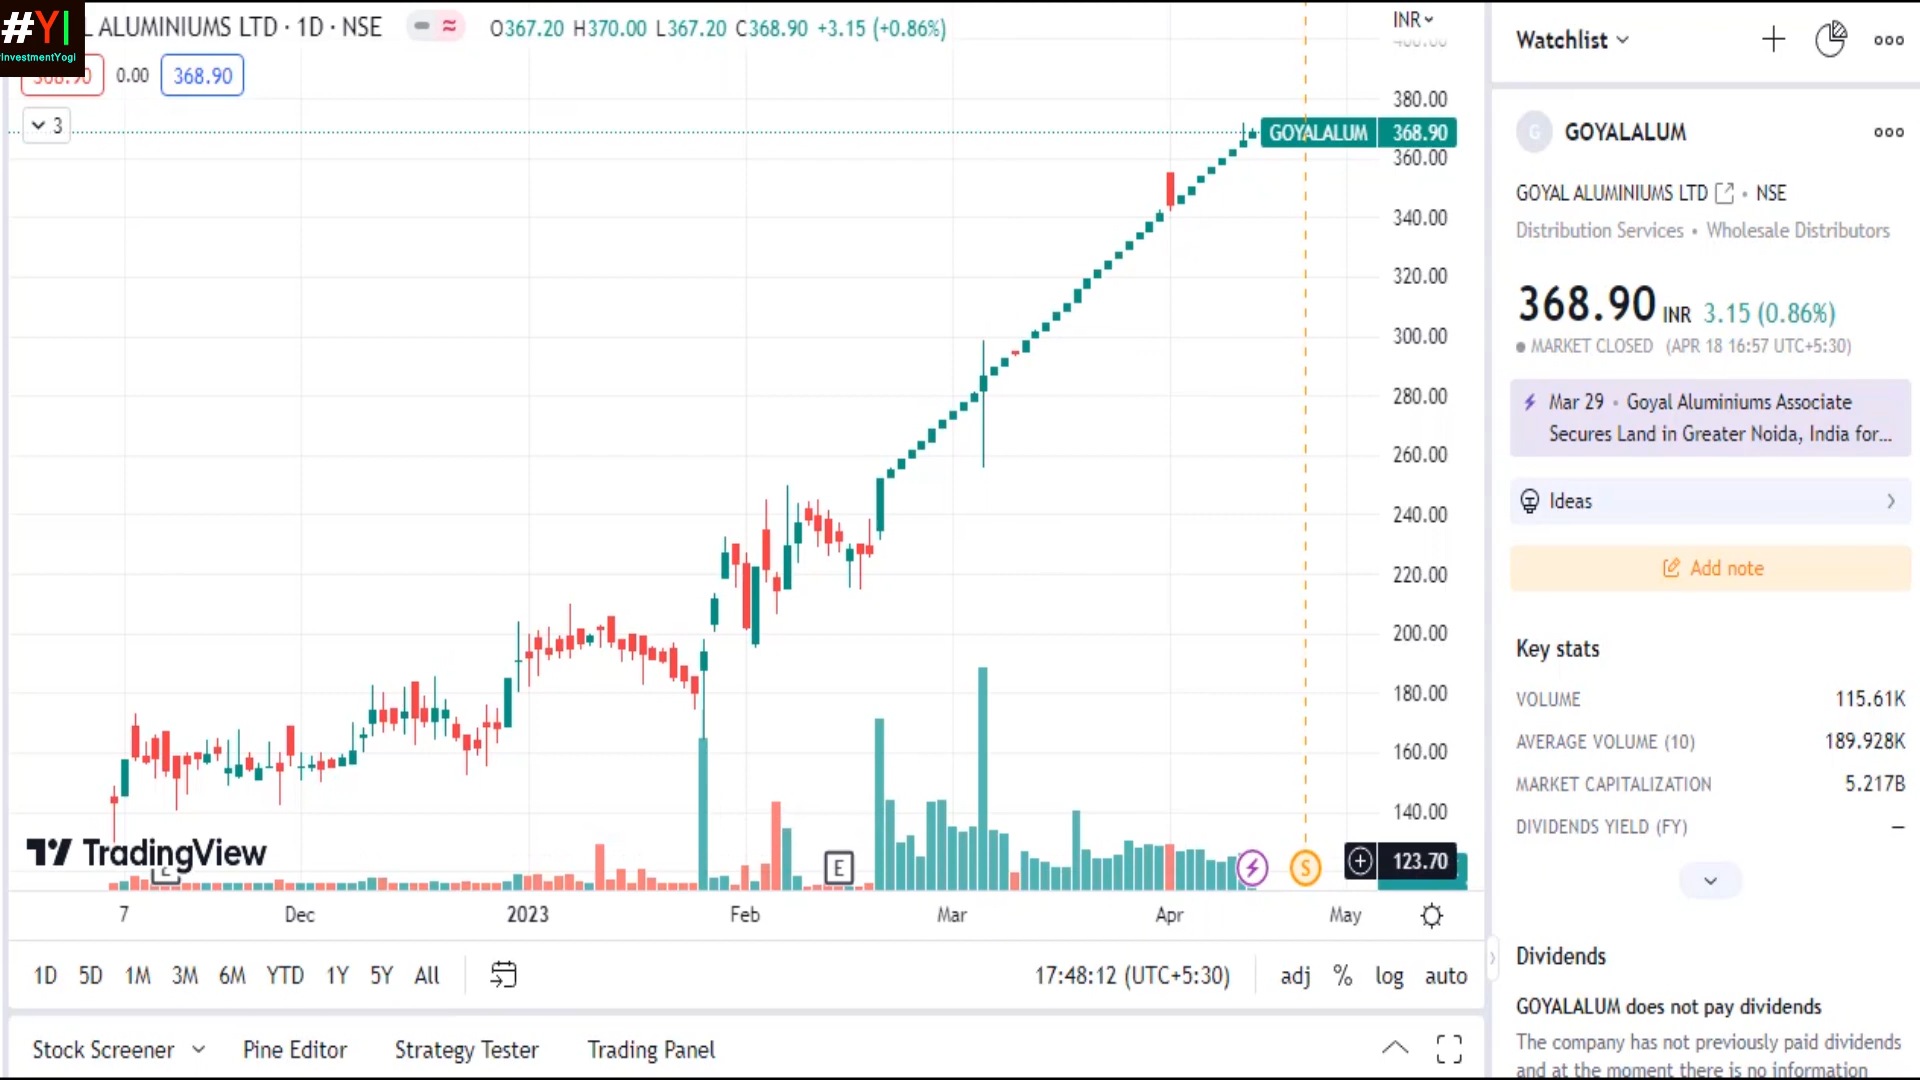 #YI
InvestmentYogi
L ALUMINIUMS LTD · 1D · NSE
O367.20 H370.00 L367.20 C368.90 +3.15 (+0.86%)
368.90 0.00 368.90
3
INR
400.00
380.00
GOYALALUM 368.90
360.00
340.00
320.00
300.00
280.00
260.00
240.00
220.00
200.00
180.00
160.00
140.00
123.70
TradingView
E
E
S
7 Dec 2023 Feb Mar Apr May
1D 5D 1M 3M 6M YTD 1Y 5Y All
17:48:12 (UTC+5:30) adj % log auto
Stock Screener Pine Editor Strategy Tester Trading Panel
Watchlist
G GOYALALUM
GOYAL ALUMINIUMS LTD • NSE
Distribution Services • Wholesale Distributors
368.90 INR 3.15 (0.86%)
MARKET CLOSED (APR 18 16:57 UTC+5:30)
Mar 29 • Goyal Aluminiums Associate
Secures Land in Greater Noida, India for...
Ideas
Add note
Key stats
VOLUME 115.61K
AVERAGE VOLUME (10) 189.928K
MARKET CAPITALIZATION 5.217B
DIVIDENDS YIELD (FY) —
Dividends
GOYALALUM does not pay dividends
The company has not previously paid dividends
and at the moment there is no information